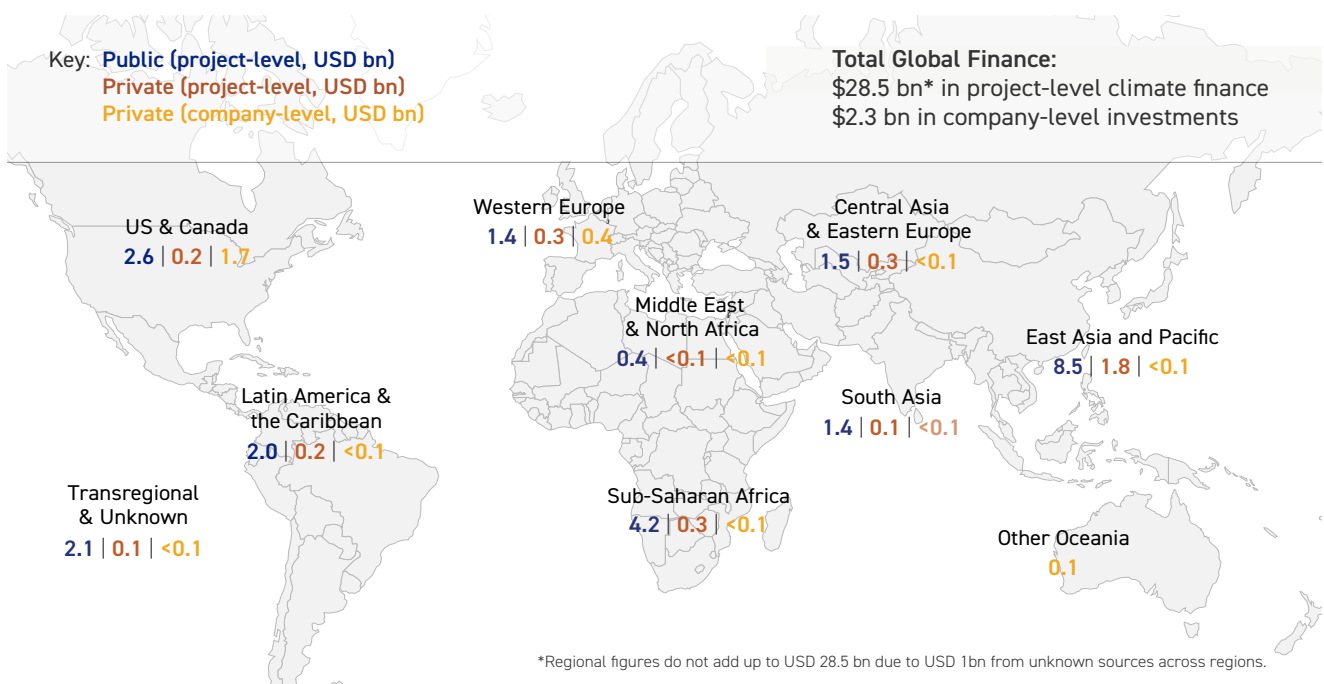 Key: Public (project-level, USD bn)
Private (project-level, USD bn)
Private (company-level, USD bn)
Total Global Finance:
$28.5 bn* in project-level climate finance
$2.3 bn in company-level investments
US & Canada
2.6 | 0.2 | 1.7
Western Europe
1.4 | 0.3 | 0.4
Central Asia
& Eastern Europe
1.5 | 0.3 | <0.1
Middle East
& North Africa
0.4 | <0.1 | <0.1
East Asia and Pacific
8.5 | 1.8 | <0.1
Latin America &
the Caribbean
2.0 | 0.2 | <0.1
South Asia
1.4 | 0.1 | <0.1
Transregional
& Unknown
2.1 | 0.1 | <0.1
Sub-Saharan Africa
4.2 | 0.3 | <0.1
Other Oceania
0.1
*Regional figures do not add up to USD 28.5 bn due to USD 1bn from unknown sources across regions.